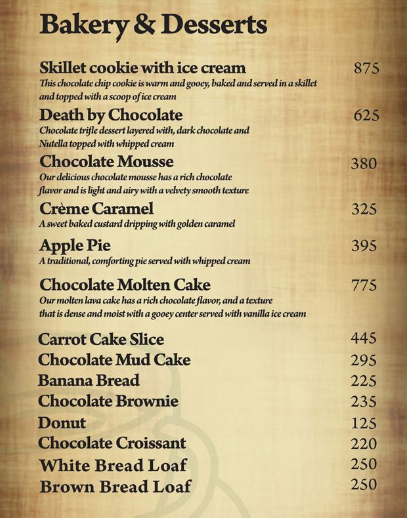 Bakery & Desserts
Skillet cookie with ice cream 875
This chocolate chip cookie is warm and gooey, baked and served in a skillet
and topped with a scoop of ice cream
Death by Chocolate 625
Chocolate trifle dessert layered with, dark chocolate and
Nutella topped with whipped cream
Chocolate Mousse 380
Our delicious chocolate mousse has a rich chocolate
flavor and is light and airy with a velvety smooth texture
Crème Caramel 325
A sweet baked custard dripping with golden caramel
Apple Pie 395
A traditional, comforting pie served with whipped cream
Chocolate Molten Cake 775
Our molten lava cake has a rich chocolate flavor, and a texture
that is dense and moist with a gooey center served with vanilla ice cream
Carrot Cake Slice 445
Chocolate Mud Cake 295
Banana Bread 225
Chocolate Brownie 235
Donut 125
Chocolate Croissant 220
White Bread Loaf 250
Brown Bread Loaf 250